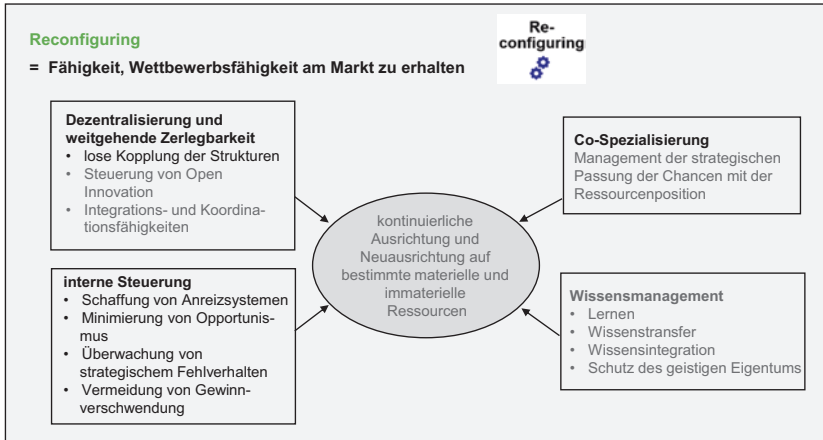 Reconfiguring
= Fähigkeit, Wettbewerbsfähigkeit am Markt zu erhalten
Re-
configuring
Dezentralisierung und
weitgehende Zerlegbarkeit
• lose Kopplung der Strukturen
• Steuerung von Open
Innovation
• Integrations- und Koordina-
tionsfähigkeiten
Co-Spezialisierung
Management der strategischen
Passung der Chancen mit der
Ressourcenposition
kontinuierliche
Ausrichtung und
Neuausrichtung auf
bestimmte materielle und
immaterielle
Ressourcen
interne Steuerung
• Schaffung von Anreizsystemen
• Minimierung von Opportunis-
mus
• Überwachung von
strategischem Fehlverhalten
• Vermeidung von Gewinn-
verschwendung
Wissensmanagement
• Lernen
• Wissenstransfer
• Wissensintegration
• Schutz des geistigen Eigentums